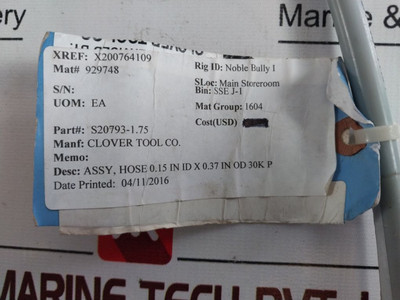 Marine &
XREF: X200764109
Rig ID: Noble Bully 1
Mat# 929748
SLoc: Main Storeroom
S/N:
Bin: SSE J-1
UOM: EA
Mat Group: 1604
Cost(USD)
Part#: S20793-1.75
Manf: CLOVER TOOL CO.
Memo:
Desc: ASSY, HOSE 0.15 IN ID X 0.37 IN OD 30K P
Date Printed: 04/11/2016
MARINE TECH PVT